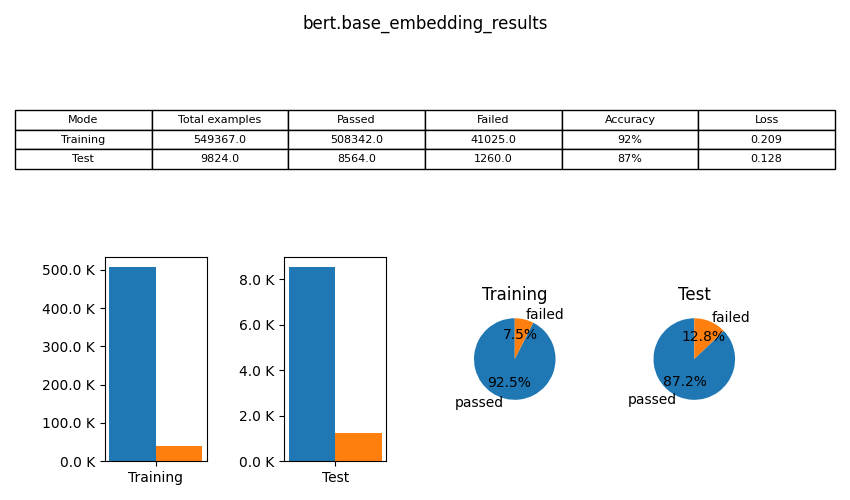 bert.base_embedding_results
Mode Total examples Passed Failed Accuracy Loss
Training 549367.0 508342.0 41025.0 92% 0.209
Test 9824.0 8564.0 1260.0 87% 0.128
500.0 K
400.0 K
300.0 K
200.0 K
100.0 K
0.0 K
Training
8.0 K
6.0 K
4.0 K
2.0 K
0.0 K
Test
Training
failed
7.5%
92.5%
passed
Test
failed
12.8%
87.2%
passed